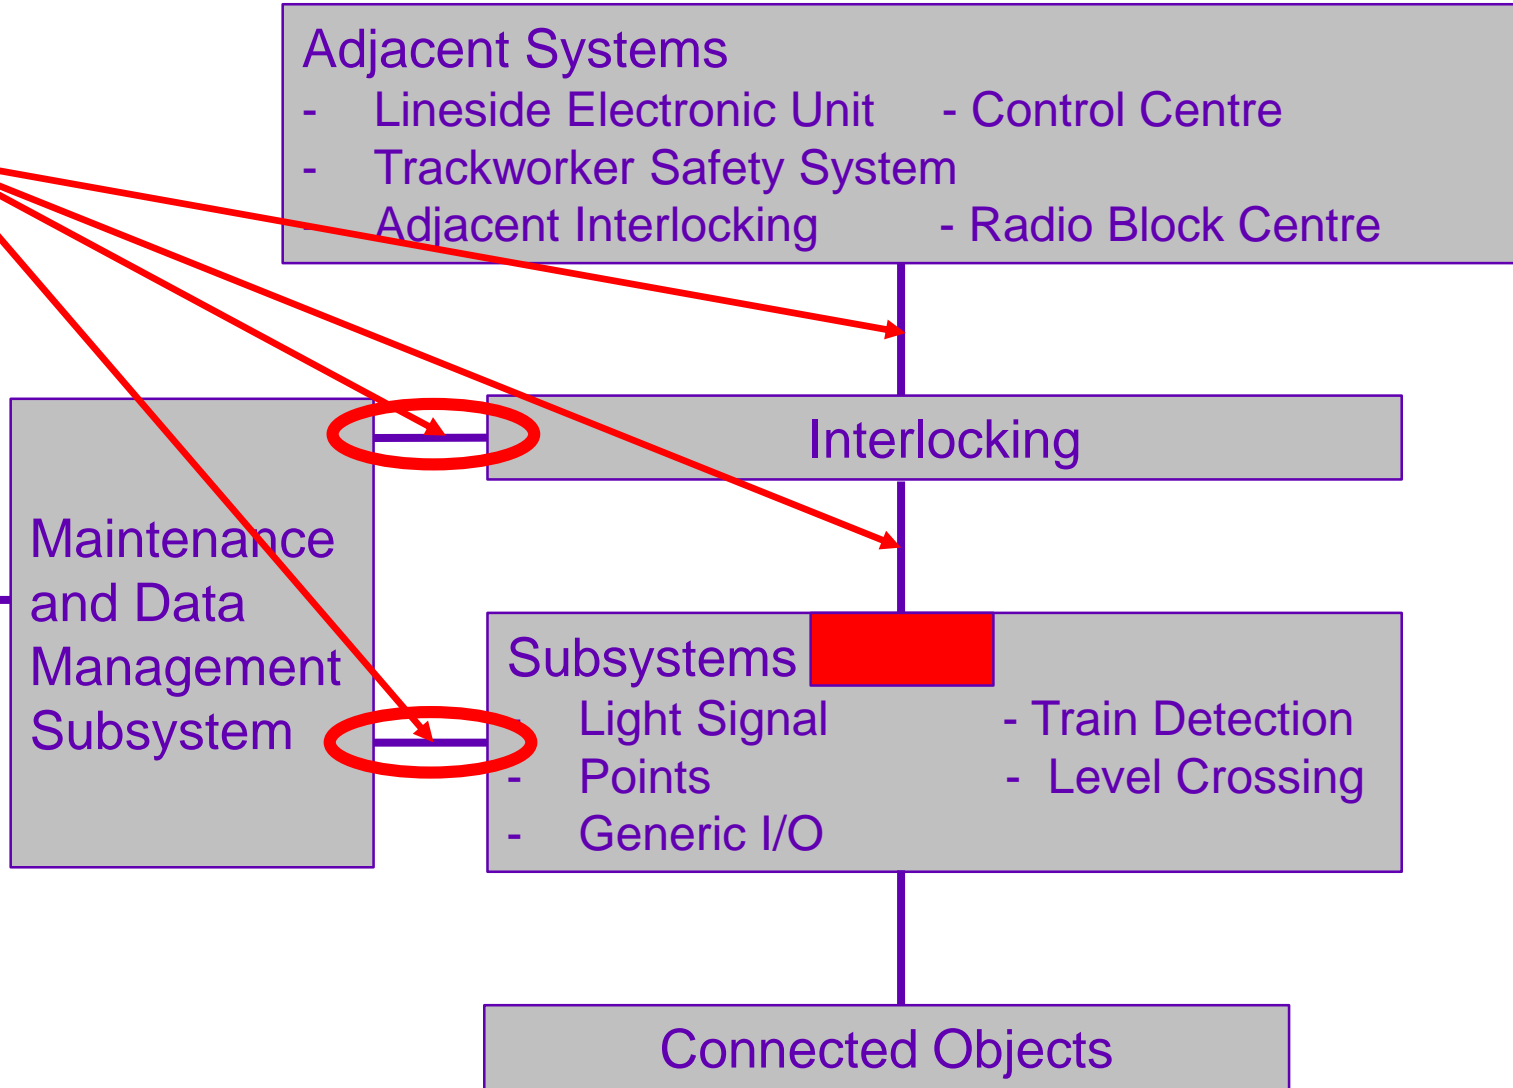 Adjacent Systems
- Lineside Electronic Unit - Control Centre
- Trackworker Safety System
- Adjacent Interlocking - Radio Block Centre
Interlocking
Maintenance
and Data
Management
Subsystem
Subsystems
- Light Signal - Train Detection
- Points - Level Crossing
- Generic I/O
Connected Objects